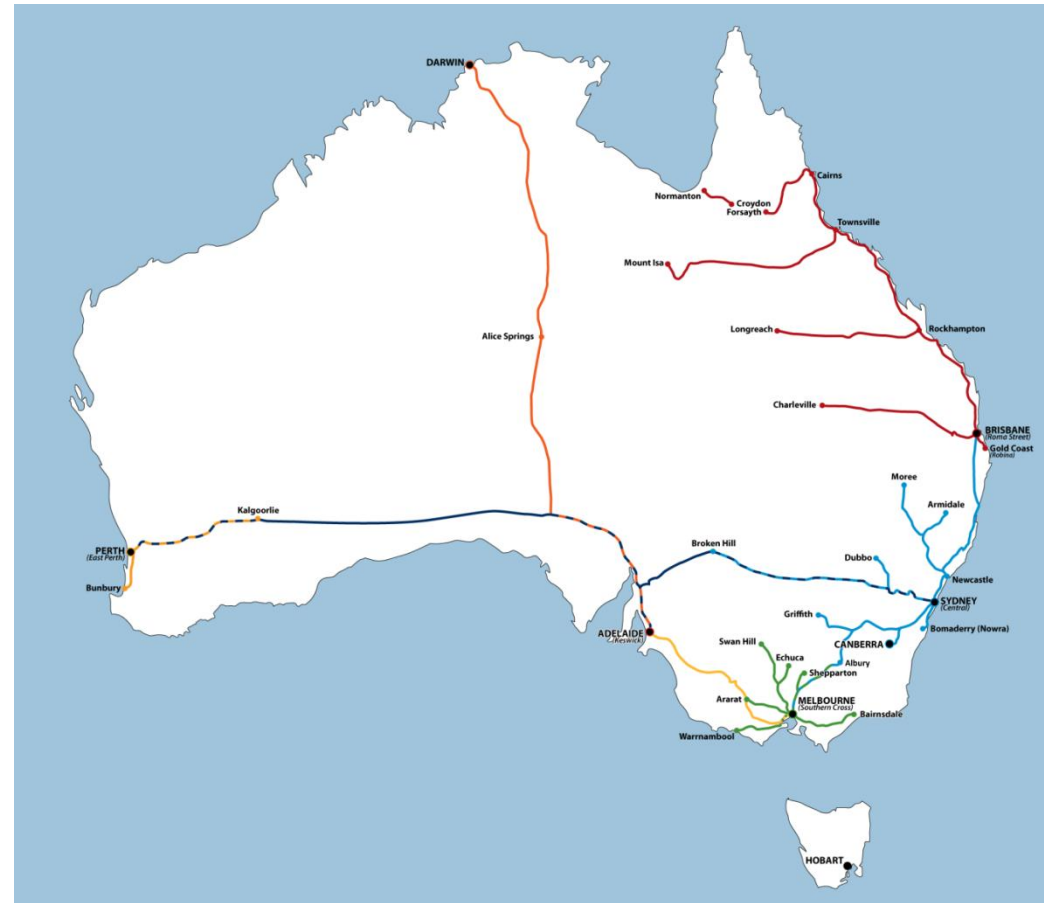 DARWIN
Cairns
Normanton
Croydon
Forsyth
Townsville
Mount Isa
Alice Springs
Longreach
Rockhampton
Charleville
BRISBANE
(Roma Street)
Gold Coast
(Robina)
Moree
Armidale
Kalgoorlie
PERTH
(East Perth)
Broken Hill
Dubbo
Newcastle
Bunbury
SYDNEY
(Central)
Griffith
Bomaderry (Nowra)
ADELAIDE
(Keswick)
Swan Hill
CANBERRA
Echuca
Albury
Shepparton
Ararat
MELBOURNE
(Southern Cross)
Bairnsdale
Warrnambool
HOBART